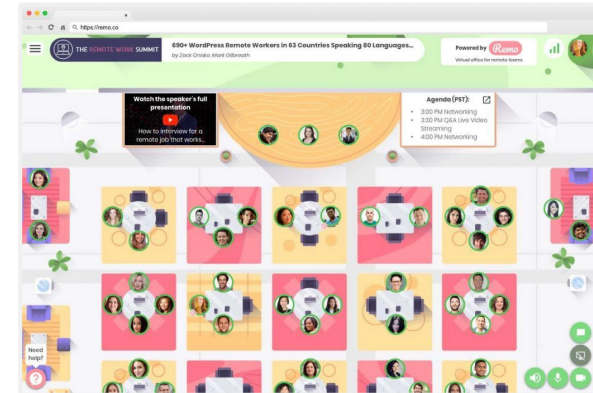 https://remo.co
THE REMOTE WORK SUMMIT
690+ WordPress Remote Workers in 63 Countries Speaking 80 Languages...
by Zack Onisko, Mark Gilbreath
Powered by Remo
Virtual office for remote teams
Watch the speaker's full
presentation
How to interview for a
remote job that works...
Agenda (PST):
• 3:00 PM Networking
• 3:30 PM Q&A Live Video
Streaming
• 4:00 PM Networking
Need
help?
?